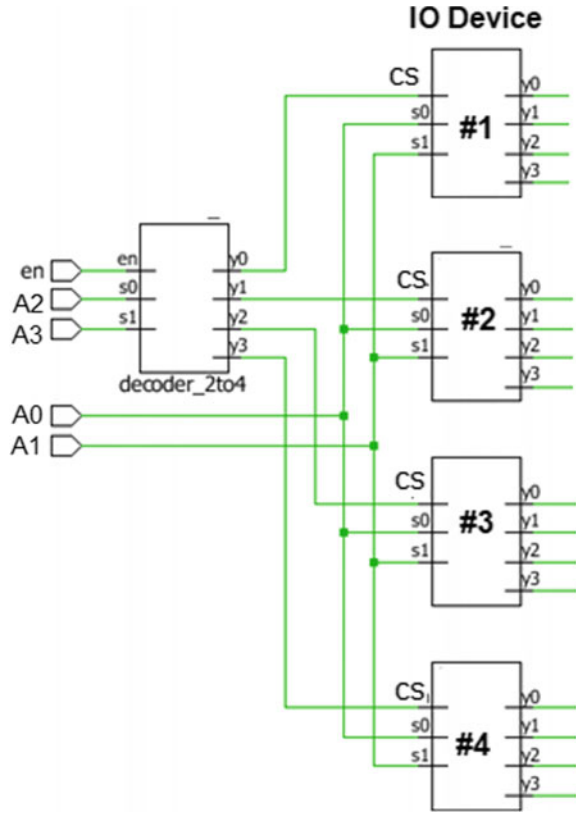 IO Device
CS
s0
s1
#1
y0
y1
y2
y3
en
A2
A3
en
s0
s1
y0
y1
y2
y3
decoder_2to4
CS
s0
s1
#2
y0
y1
y2
y3
A0
A1
CS
s0
s1
#3
y0
y1
y2
y3
CS
s0
s1
#4
y0
y1
y2
y3